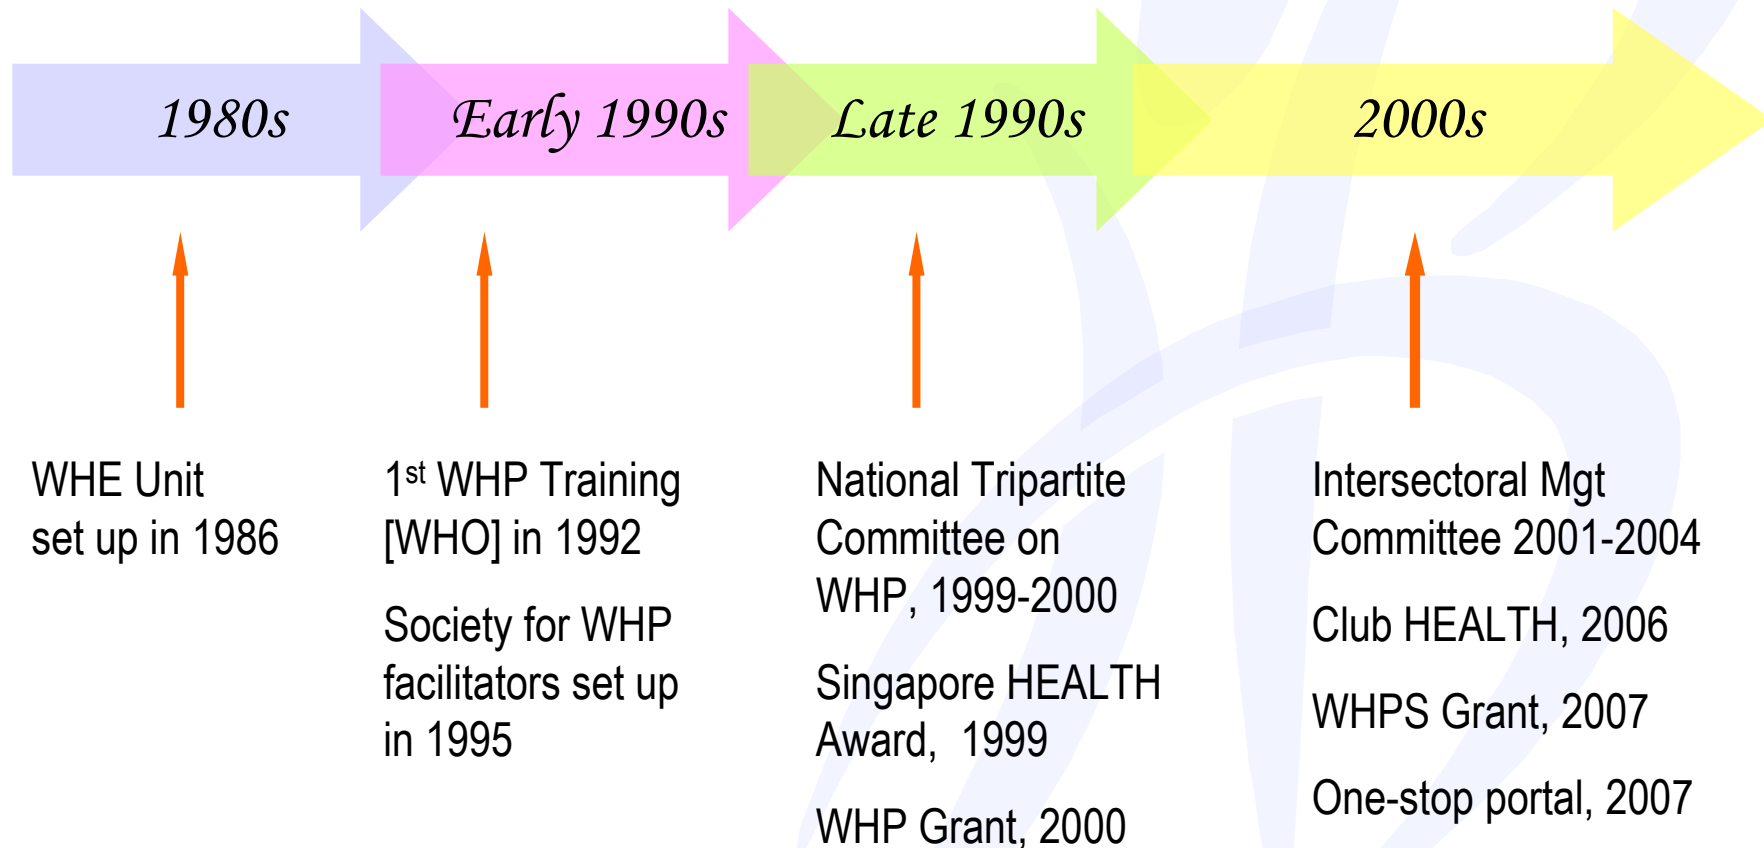 1980s
Early 1990s
Late 1990s
2000s
WHE Unit
set up in 1986
1st WHP Training
[WHO] in 1992
Society for WHP
facilitators set up
in 1995
National Tripartite
Committee on
WHP, 1999-2000
Singapore HEALTH
Award, 1999
WHP Grant, 2000
Intersectoral Mgt
Committee 2001-2004
Club HEALTH, 2006
WHPS Grant, 2007
One-stop portal, 2007